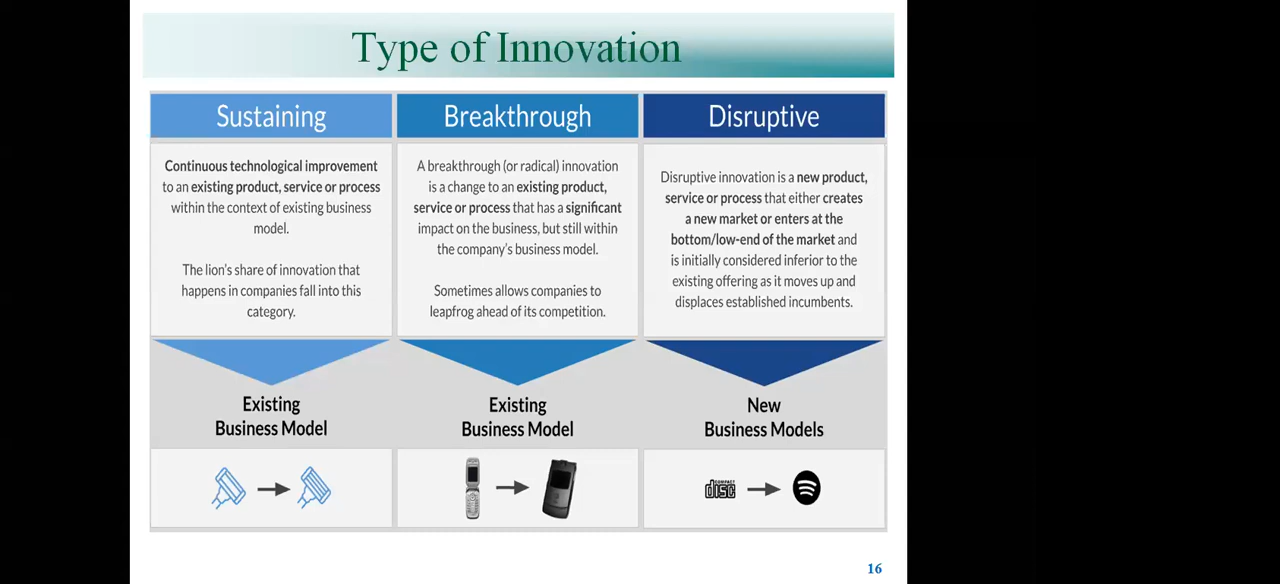 Type of Innovation
Sustaining
Continuous technological improvement
to an existing product, service or process
within the context of existing business
model.
The lion's share of innovation that
happens in companies fall into this
category.
Existing
Business Model
Breakthrough
A breakthrough (or radical) innovation
is a change to an existing product,
service or process that has a significant
impact on the business, but still within
the company's business model.
Sometimes allows companies to
leapfrog ahead of its competition.
Existing
Business Model
Disruptive
Disruptive innovation is a new product,
service or process that either creates
a new market or enters at the
bottom/low-end of the market and
is initially considered inferior to the
existing offering as it moves up and
displaces established incumbents.
New
Business Models
COMPACT
disc
16